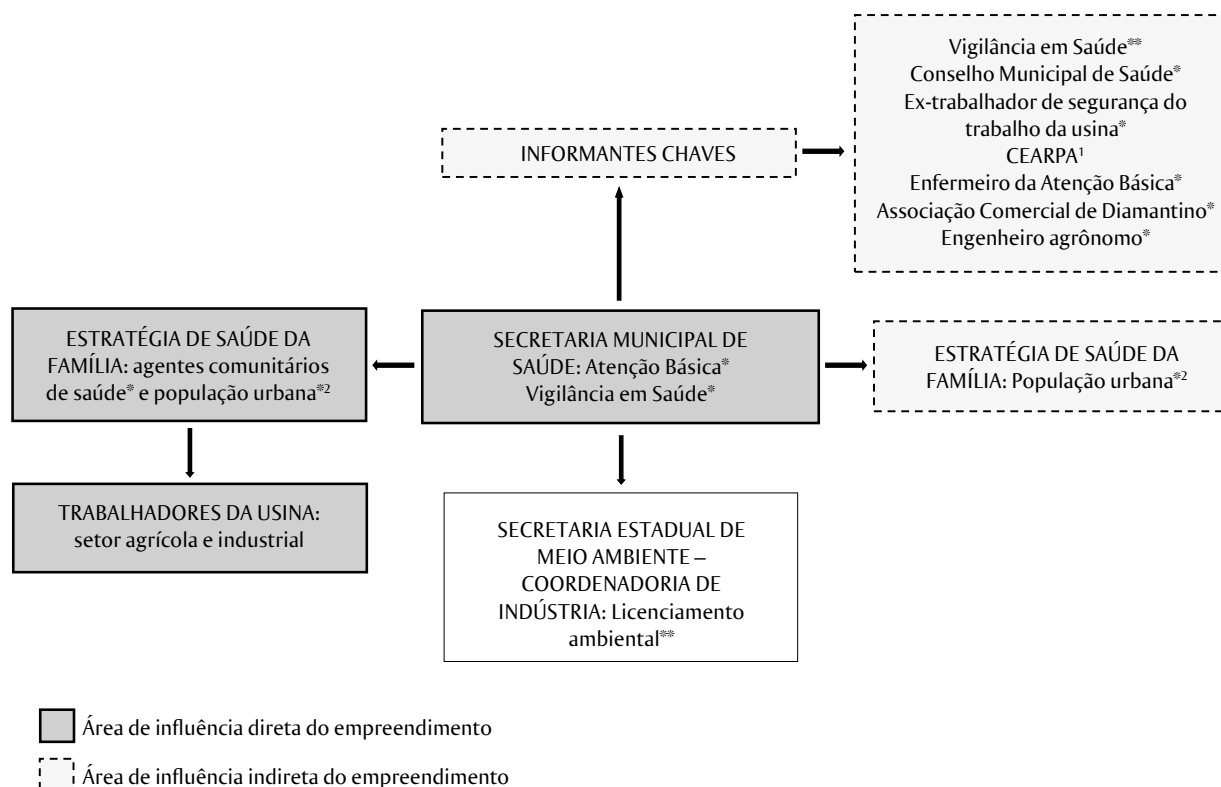 Vigilância em Saúde**
Conselho Municipal de Saúde*
Ex-trabalhador de segurança do
trabalho da usina*
CEARPA¹
Enfermeiro da Atenção Básica*
Associação Comercial de Diamantino*
Engenheiro agrônomo*
INFORMANTES CHAVES
ESTRATÉGIA DE SAÚDE DA
FAMÍLIA: agentes comunitários
de saúde* e população urbana*²
SECRETARIA MUNICIPAL DE
SAÚDE: Atenção Básica*
Vigilância em Saúde*
ESTRATÉGIA DE SAÚDE DA
FAMÍLIA: População urbana*²
TRABALHADORES DA USINA:
setor agrícola e industrial
SECRETARIA ESTADUAL DE
MEIO AMBIENTE –
COORDENADORIA DE
INDÚSTRIA: Licenciamento
ambiental**
Área de influência direta do empreendimento
Área de influência indireta do empreendimento